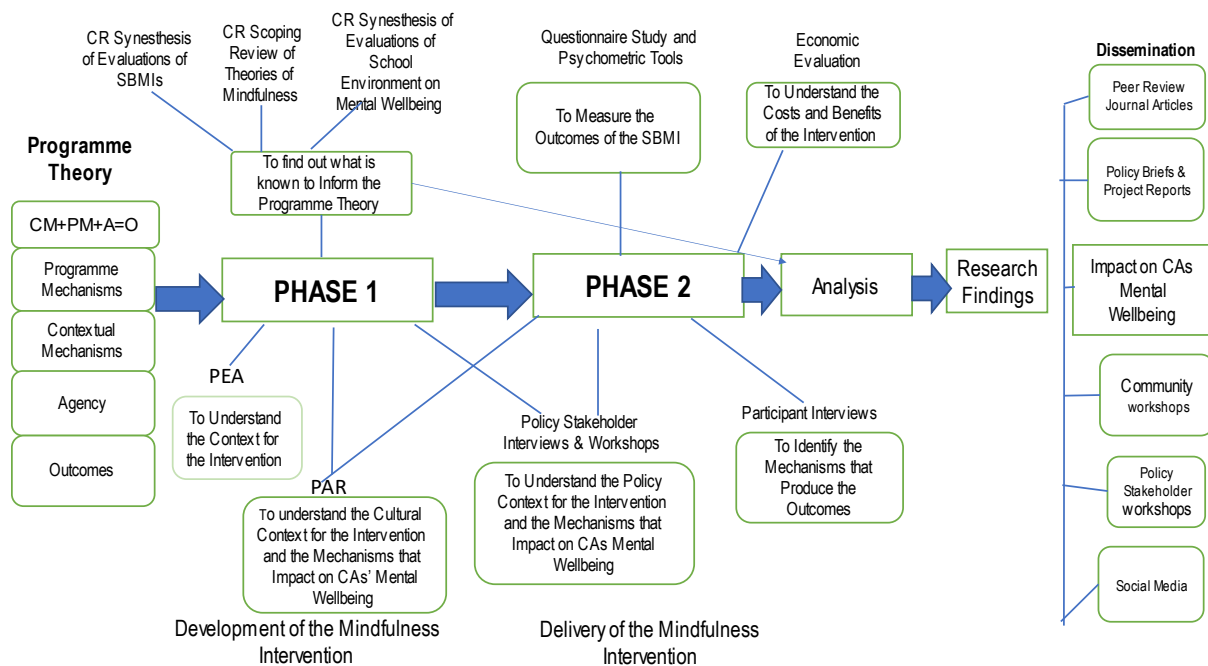 CR Synesthesis
of Evaluations of
SBMIs
CR Scoping
Review of
Theories of
Mindfulness
CR Synesthesis of
Evaluations of
School
Environment on
Mental Wellbeing
Questionnaire Study and
Psychometric Tools
Economic
Evaluation
Dissemination
To find out what is
known to Inform the
Programme Theory
To Measure the
Outcomes of the SBMI
To Understand the
Costs and Benefits
of the Intervention
Peer Review
Journal Articles
Policy Briefs &
Project Reports
Programme
Theory
CM+PM+A=O
Programme
Mechanisms
Contextual
Mechanisms
Agency
Outcomes
PHASE 1
PHASE 2
Analysis
Research
Findings
Impact on CAs
Mental
Wellbeing
PEA
To Understand
the Context for
the Intervention
PAR
To understand the Cultural
Context for the Intervention
and the Mechanisms that
Impact on CAs' Mental
Wellbeing
Policy Stakeholder
Interviews & Workshops
To Understand the Policy
Context for the Intervention
and the Mechanisms that
Impact on CAs Mental
Wellbeing
Participant Interviews
To Identify the
Mechanisms that
Produce the
Outcomes
Community
workshops
Policy
Stakeholder
workshops
Social Media
Development of the Mindfulness
Intervention
Delivery of the Mindfulness
Intervention